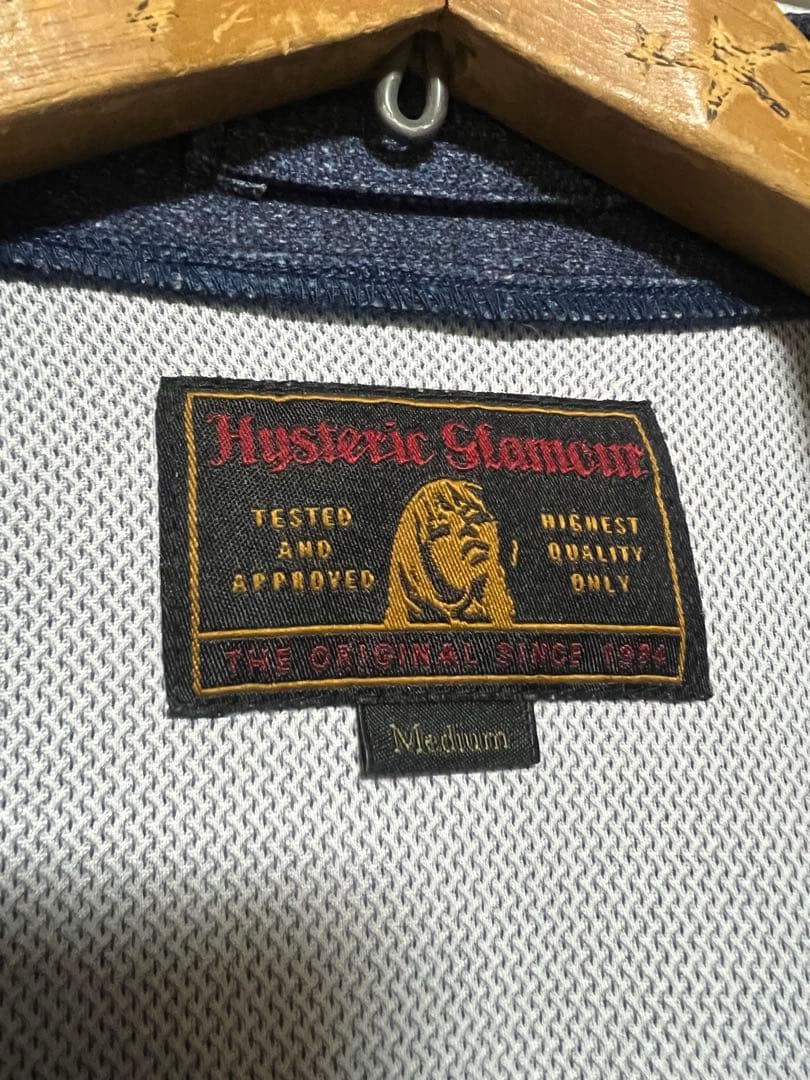 Hysteric Glamour
TESTED
AND
APPROVED
HIGHEST
QUALITY
ONLY
THE ORIGINAL SINCE 1984
Medium